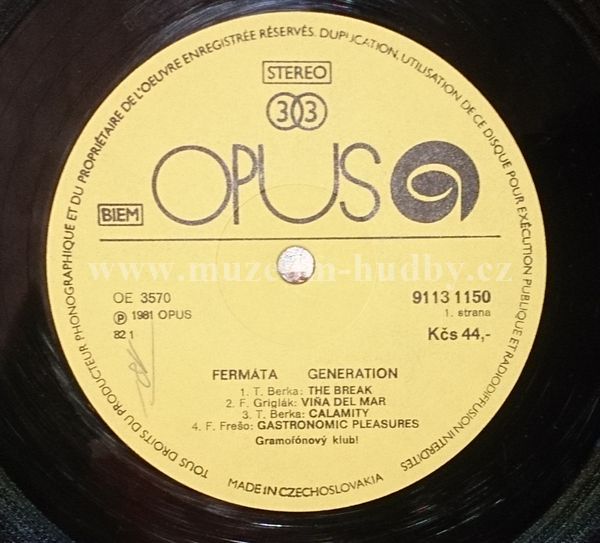 TOUS DROITS DU PRODUCTEUR PHONOGRAPHIQUE ET DU PROPRIÉTAIRE DE L'OEUVRE ENREGISTRÉE RÉSERVÉS. DUPLICATION, UTILISATION DE CE DISQUE POUR EXÉCUTION PUBLIQUE ET RADIODIFFUSION INTERDITES
STEREO
33
OPUS
BIEM
www.muzeum-hudby.cz
OE 3570
9113 1150
℗ 1981 OPUS
1. strana
82 1
Kčs 44,-
FERMÁTA GENERATION
1. T. Berka: THE BREAK
2. F. Griglák: VIÑA DEL MAR
3. T. Berka: CALAMITY
4. F. Frešo: GASTRONOMIC PLEASURES
Gramofónový klub!
MADE IN CZECHOSLOVAKIA